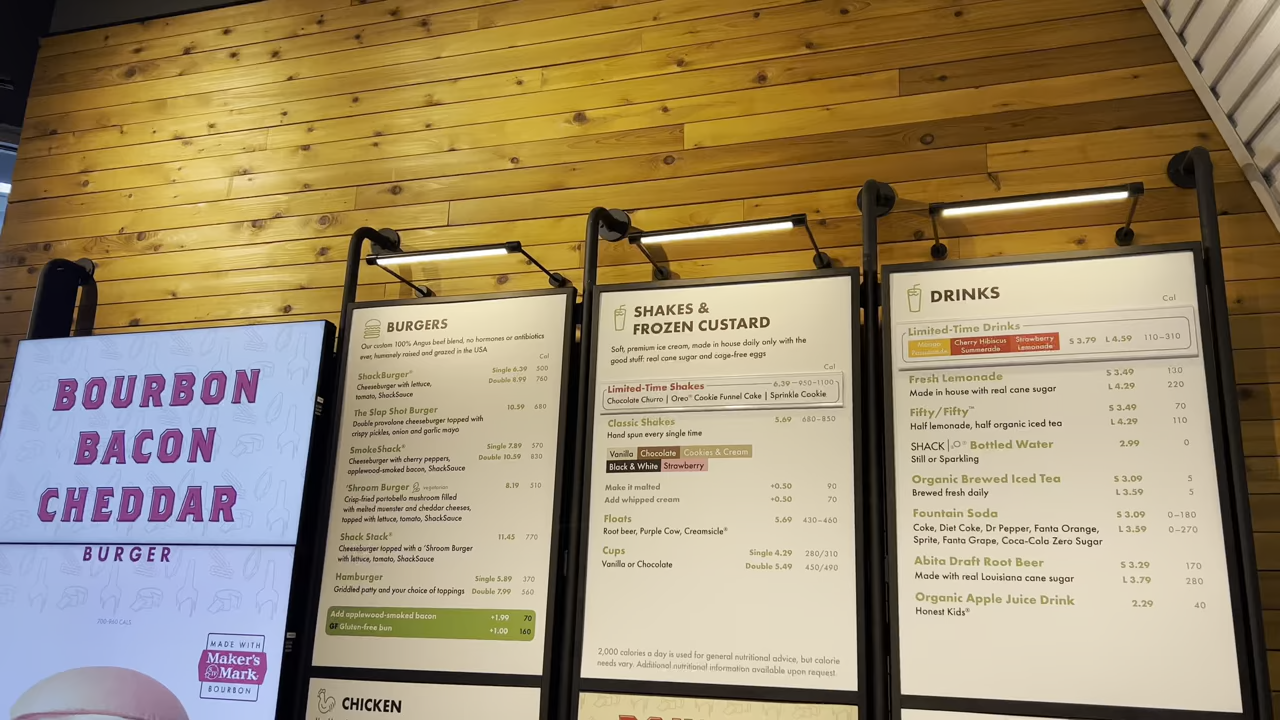 BOURBON
BACON
CHEDDAR
BURGER
700-940 CALS
MADE WITH
Maker's
Mark
BOURBON
BURGERS
Our custom 100% Angus beef blend, no hormones or antibiotics
ever, humanely raised and grazed in the USA
Cal
ShackBurger® Single 6.39 500
Cheeseburger with lettuce, Double 8.99 760
tomato, ShackSauce
The Slap Shot Burger 10.59 680
Double provolone cheeseburger topped with
crispy pickles, onion and garlic mayo
SmokeShack® Single 7.89 570
Cheeseburger with cherry peppers, Double 10.59 830
applewood-smoked bacon, ShackSauce
'Shroom Burger vegetarian 8.19 510
Crisp-fried portobello mushroom filled
with melted muenster and cheddar cheeses,
topped with lettuce, tomato, ShackSauce
Shack Stack® 11.45 770
Cheeseburger topped with a 'Shroom Burger
with lettuce, tomato, ShackSauce
Hamburger Single 5.89 370
Griddled patty and your choice of toppings Double 7.99 560
Add applewood-smoked bacon +1.99 70
GF Gluten-free bun +1.00 160
CHICKEN
SHAKES &
FROZEN CUSTARD
Soft, premium ice cream, made in house daily only with the
good stuff: real cane sugar and cage-free eggs
Cal
Limited-Time Shakes 6.39 950-1100
Chocolate Churro | Oreo® Cookie Funnel Cake | Sprinkle Cookie
Classic Shakes 5.69 680-850
Hand spun every single time
Vanilla Chocolate Cookies & Cream
Black & White Strawberry
Make it malted +0.50 90
Add whipped cream +0.50 70
Floats 5.69 430-460
Root beer, Purple Cow, Creamsicle®
Cups Single 4.29 280/310
Vanilla or Chocolate Double 5.49 450/490
2,000 calories a day is used for general nutritional advice, but calorie
needs vary. Additional nutritional information available upon request.
DRINKS
Cal
Limited-Time Drinks
Cherry Hibiscus Summerade Strawberry Lemonade S 3.79 L 4.59 110-310
Fresh Lemonade S 3.49 130
Made in house with real cane sugar L 4.29 220
Fifty/Fifty™ S 3.49 70
Half lemonade, half organic iced tea L 4.29 110
SHACK Bottled Water 2.99 0
Still or Sparkling
Organic Brewed Iced Tea S 3.09 5
Brewed fresh daily L 3.59 5
Fountain Soda S 3.09 0-180
Coke, Diet Coke, Dr Pepper, Fanta Orange, L 3.59 0-270
Sprite, Fanta Grape, Coca-Cola Zero Sugar
Abita Draft Root Beer S 3.29 170
Made with real Louisiana cane sugar L 3.79 280
Organic Apple Juice Drink 2.29 40
Honest Kids®